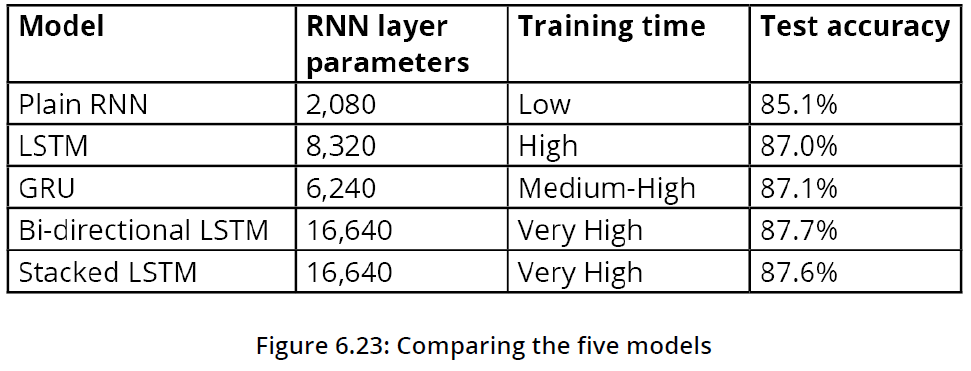 Model RNN layer parameters Training time Test accuracy
Plain RNN 2,080 Low 85.1%
LSTM 8,320 High 87.0%
GRU 6,240 Medium-High 87.1%
Bi-directional LSTM 16,640 Very High 87.7%
Stacked LSTM 16,640 Very High 87.6%
Figure 6.23: Comparing the five models